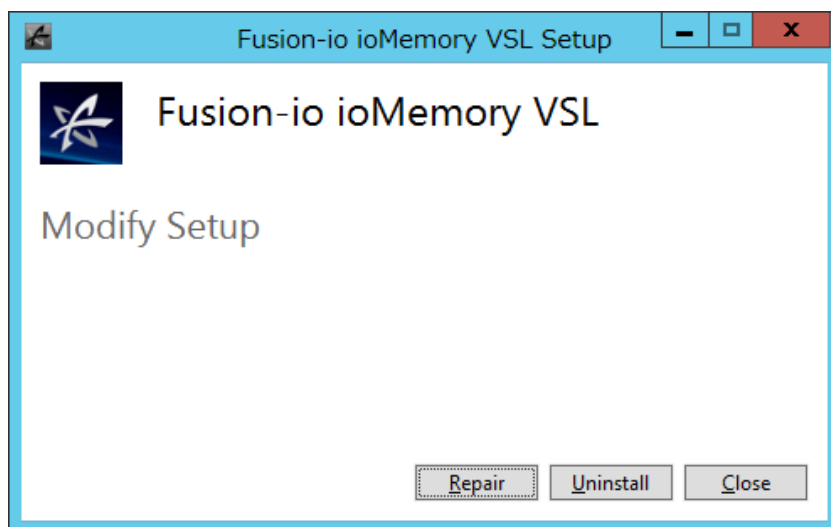 Fusion-io ioMemory VSL Setup
Fusion-io ioMemory VSL
Modify Setup
Repair Uninstall Close